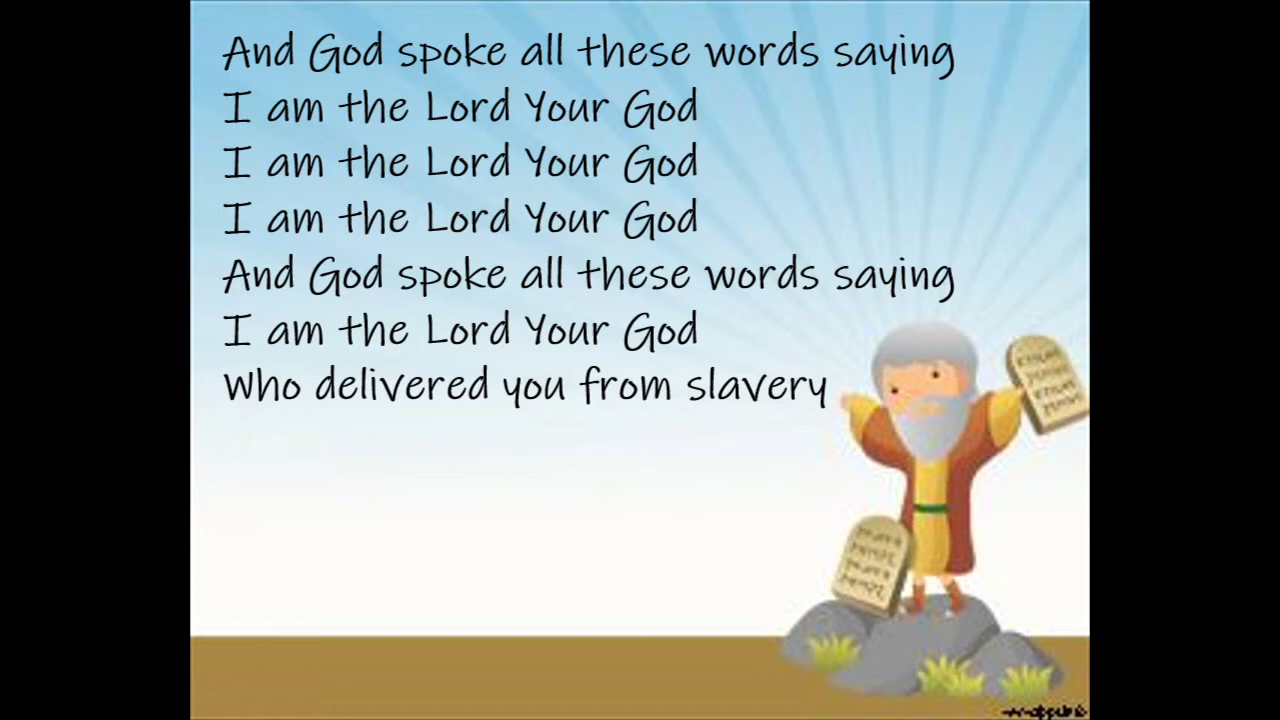 And God spoke all these words saying
I am the Lord Your God
I am the Lord Your God
I am the Lord Your God
And God spoke all these words saying
I am the Lord Your God
Who delivered you from slavery